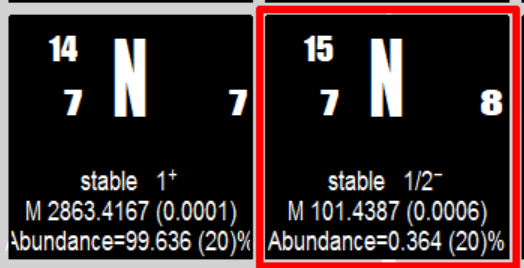 14
N
7 7
stable 1⁺
M 2863.4167 (0.0001)
Abundance=99.636 (20)%
15
N
7 8
stable 1/2⁻
M 101.4387 (0.0006)
Abundance=0.364 (20)%